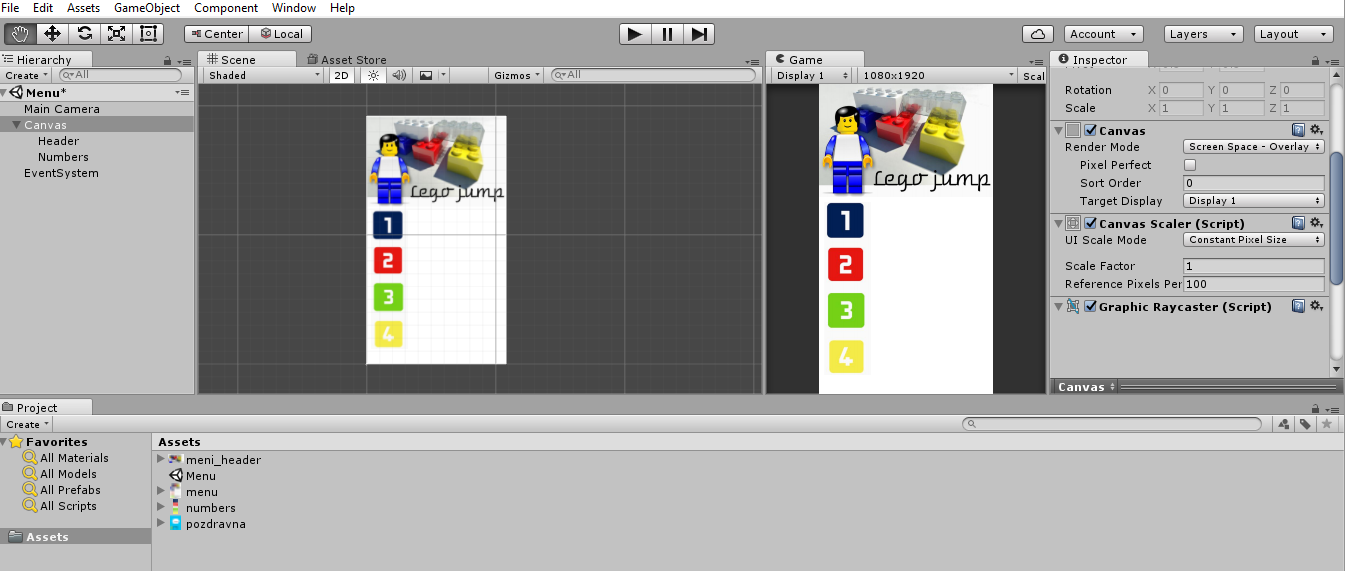 File Edit Assets GameObject Component Window Help
Center Local Account Layers Layout
Hierarchy Scene Asset Store Game Inspector
Create All Shaded 2D Gizmos All Display 1 1080x1920 Scal
Menu*
Main Camera
Canvas
Header
Numbers
EventSystem
Lego jump
1
2
3
4
Lego jump
1
2
3
4
Rotation X 0 Y 0 Z 0
Scale X 1 Y 1 Z 1
Canvas
Render Mode Screen Space - Overlay
Pixel Perfect
Sort Order 0
Target Display Display 1
Canvas Scaler (Script)
UI Scale Mode Constant Pixel Size
Scale Factor 1
Reference Pixels Per 100
Graphic Raycaster (Script)
Canvas
Project
Create
Favorites
All Materials
All Models
All Prefabs
All Scripts
Assets
Assets
meni_header
Menu
menu
numbers
pozdravna